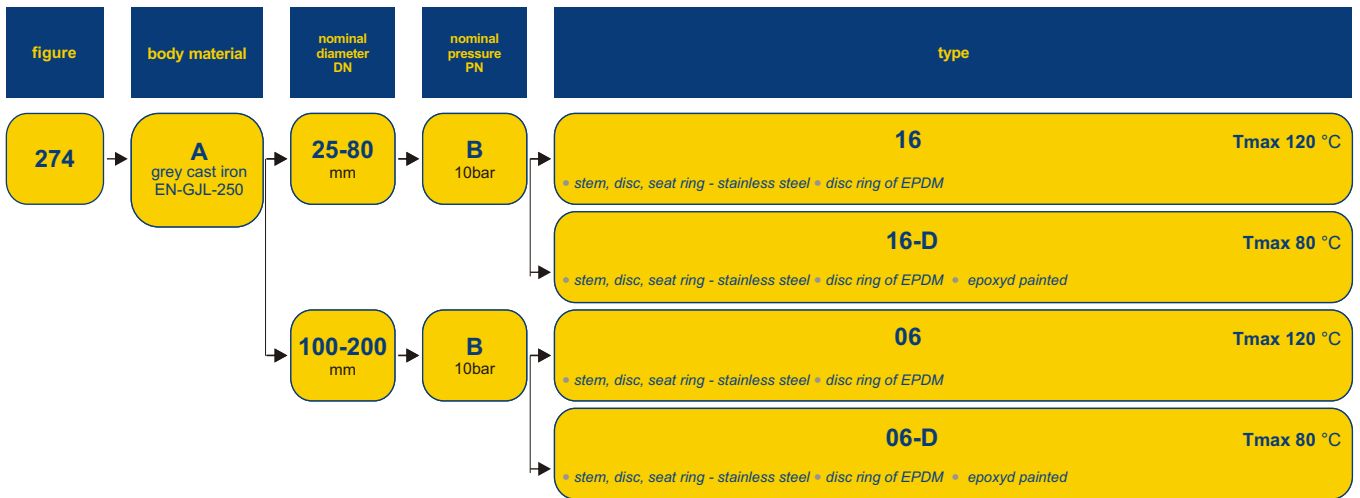 figure
body material
nominal
diameter
DN
nominal
pressure
PN
type
274
A
grey cast iron
EN-GJL-250
25-80
mm
B
10bar
16
Tmax 120 °C
• stem, disc, seat ring - stainless steel • disc ring of EPDM
16-D
Tmax 80 °C
• stem, disc, seat ring - stainless steel • disc ring of EPDM • epoxyd painted
100-200
mm
B
10bar
06
Tmax 120 °C
• stem, disc, seat ring - stainless steel • disc ring of EPDM
06-D
Tmax 80 °C
• stem, disc, seat ring - stainless steel • disc ring of EPDM • epoxyd painted